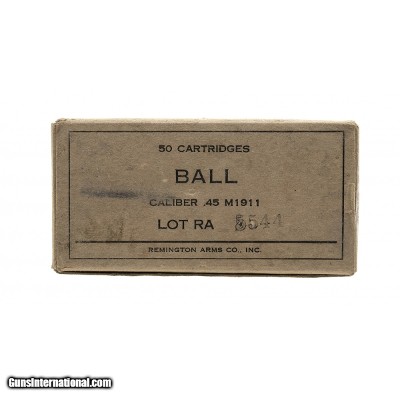 50 CARTRIDGES
BALL
CALIBER .45 M1911
LOT RA 5544
REMINGTON ARMS CO., INC.
GunsInternational.com